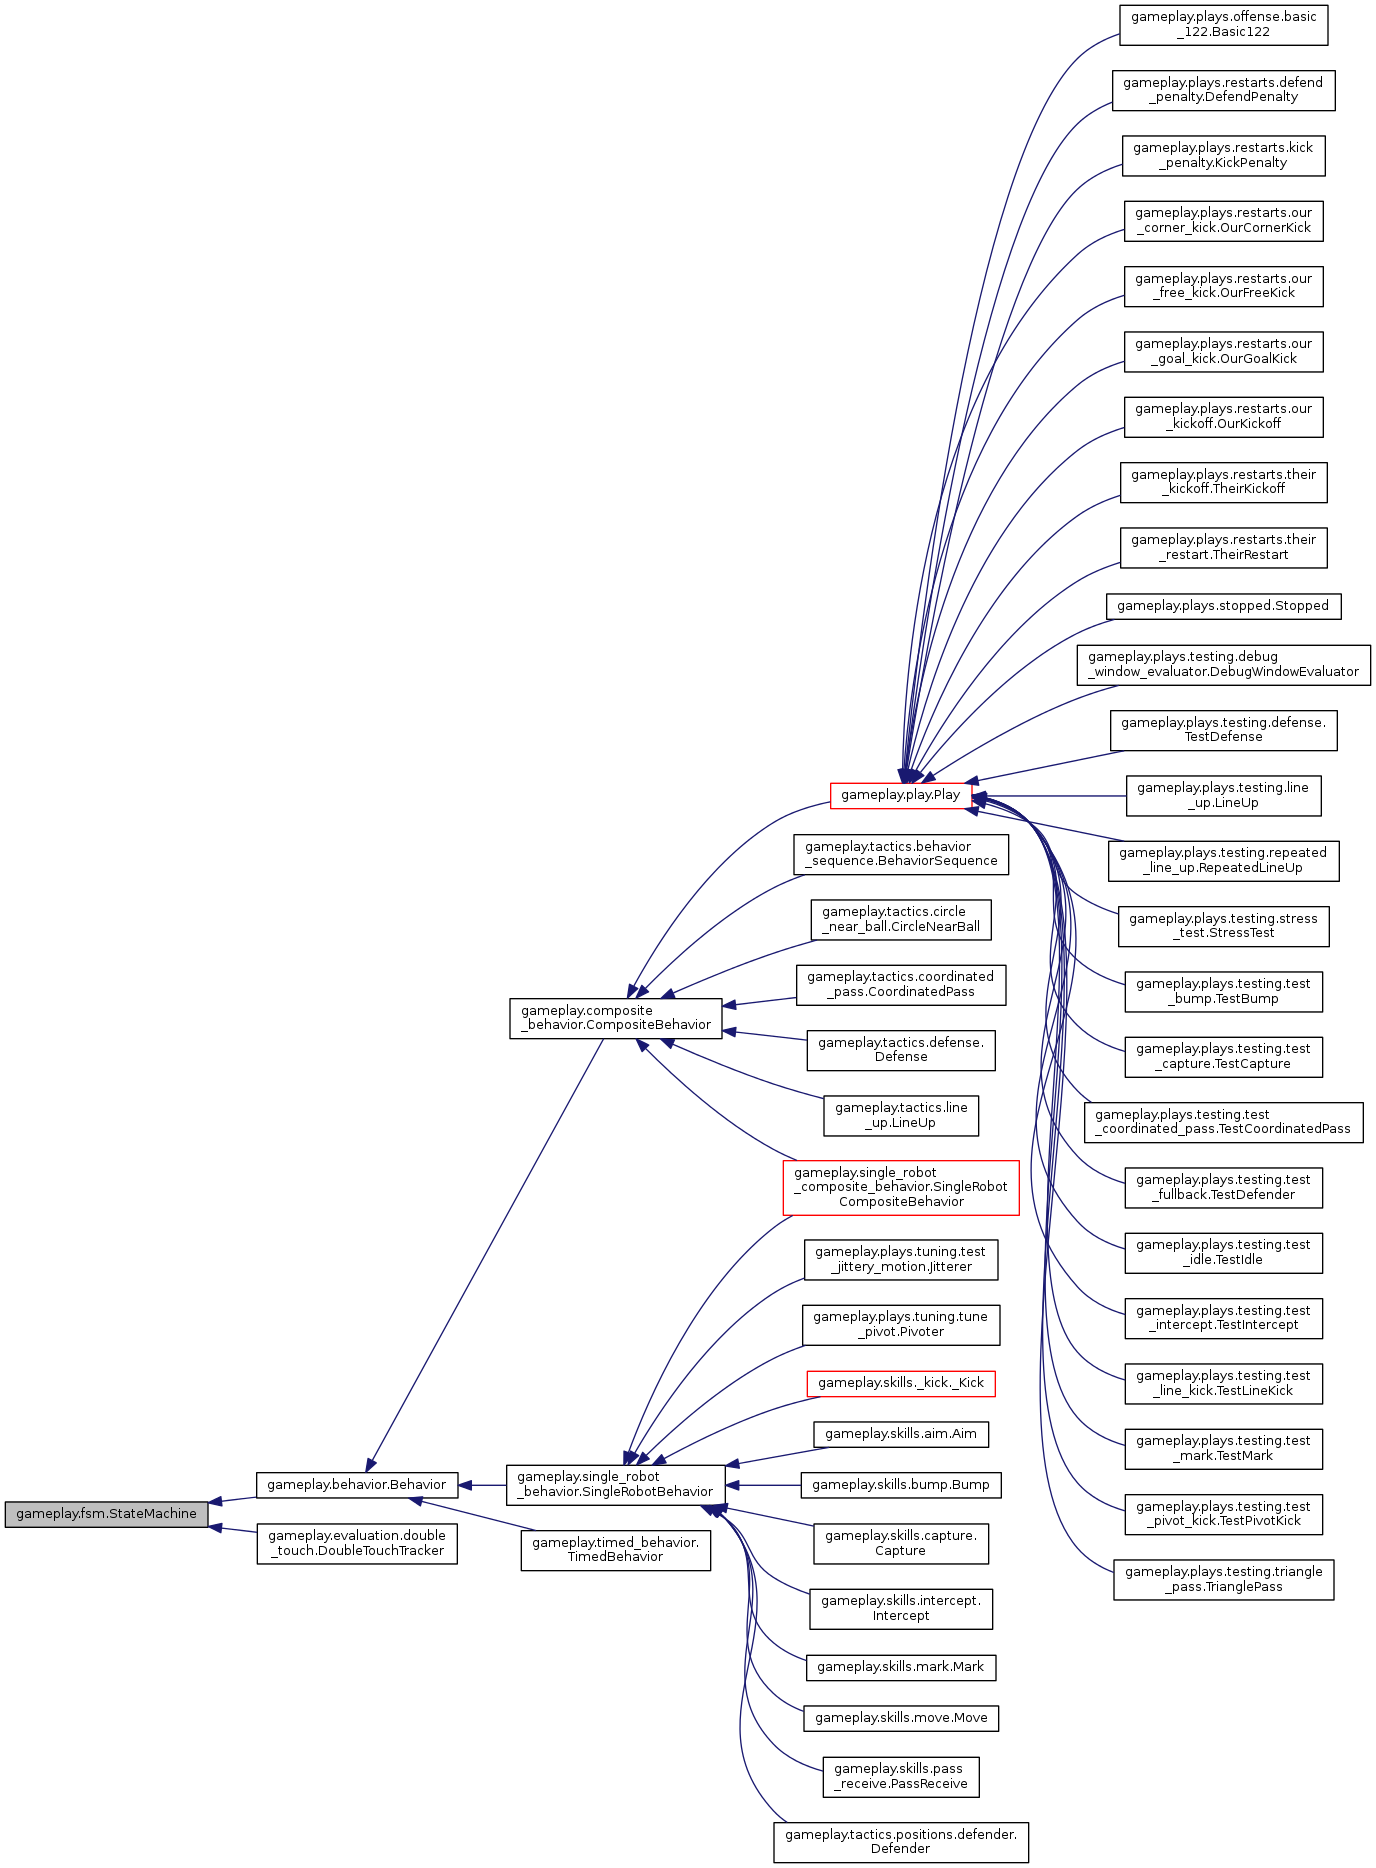 gameplay.plays.offense.basic
_122.Basic122
gameplay.plays.restarts.defend
_penalty.DefendPenalty
gameplay.plays.restarts.kick
_penalty.KickPenalty
gameplay.plays.restarts.our
_corner_kick.OurCornerKick
gameplay.plays.restarts.our
_free_kick.OurFreeKick
gameplay.plays.restarts.our
_goal_kick.OurGoalKick
gameplay.plays.restarts.our
_kickoff.OurKickoff
gameplay.plays.restarts.their
_kickoff.TheirKickoff
gameplay.plays.restarts.their
_restart.TheirRestart
gameplay.plays.stopped.Stopped
gameplay.plays.testing.debug
_window_evaluator.DebugWindowEvaluator
gameplay.plays.testing.defense.
TestDefense
gameplay.play.Play
gameplay.plays.testing.line
_up.LineUp
gameplay.plays.testing.repeated
_line_up.RepeatedLineUp
gameplay.plays.testing.stress
_test.StressTest
gameplay.plays.testing.test
_bump.TestBump
gameplay.plays.testing.test
_capture.TestCapture
gameplay.plays.testing.test
_coordinated_pass.TestCoordinatedPass
gameplay.plays.testing.test
_fullback.TestDefender
gameplay.plays.testing.test
_idle.TestIdle
gameplay.plays.testing.test
_intercept.TestIntercept
gameplay.plays.testing.test
_line_kick.TestLineKick
gameplay.plays.testing.test
_mark.TestMark
gameplay.plays.testing.test
_pivot_kick.TestPivotKick
gameplay.plays.testing.triangle
_pass.TrianglePass
gameplay.tactics.behavior
_sequence.BehaviorSequence
gameplay.tactics.circle
_near_ball.CircleNearBall
gameplay.tactics.coordinated
_pass.CoordinatedPass
gameplay.composite
_behavior.CompositeBehavior
gameplay.tactics.defense.
Defense
gameplay.tactics.line
_up.LineUp
gameplay.single_robot
_composite_behavior.SingleRobot
CompositeBehavior
gameplay.plays.tuning.test
_jittery_motion.Jitterer
gameplay.plays.tuning.tune
_pivot.Pivoter
gameplay.skills._kick._Kick
gameplay.skills.aim.Aim
gameplay.behavior.Behavior
gameplay.single_robot
_behavior.SingleRobotBehavior
gameplay.skills.bump.Bump
gameplay.fsm.StateMachine
gameplay.evaluation.double
_touch.DoubleTouchTracker
gameplay.timed_behavior.
TimedBehavior
gameplay.skills.capture.
Capture
gameplay.skills.intercept.
Intercept
gameplay.skills.mark.Mark
gameplay.skills.move.Move
gameplay.skills.pass
_receive.PassReceive
gameplay.tactics.positions.defender.
Defender